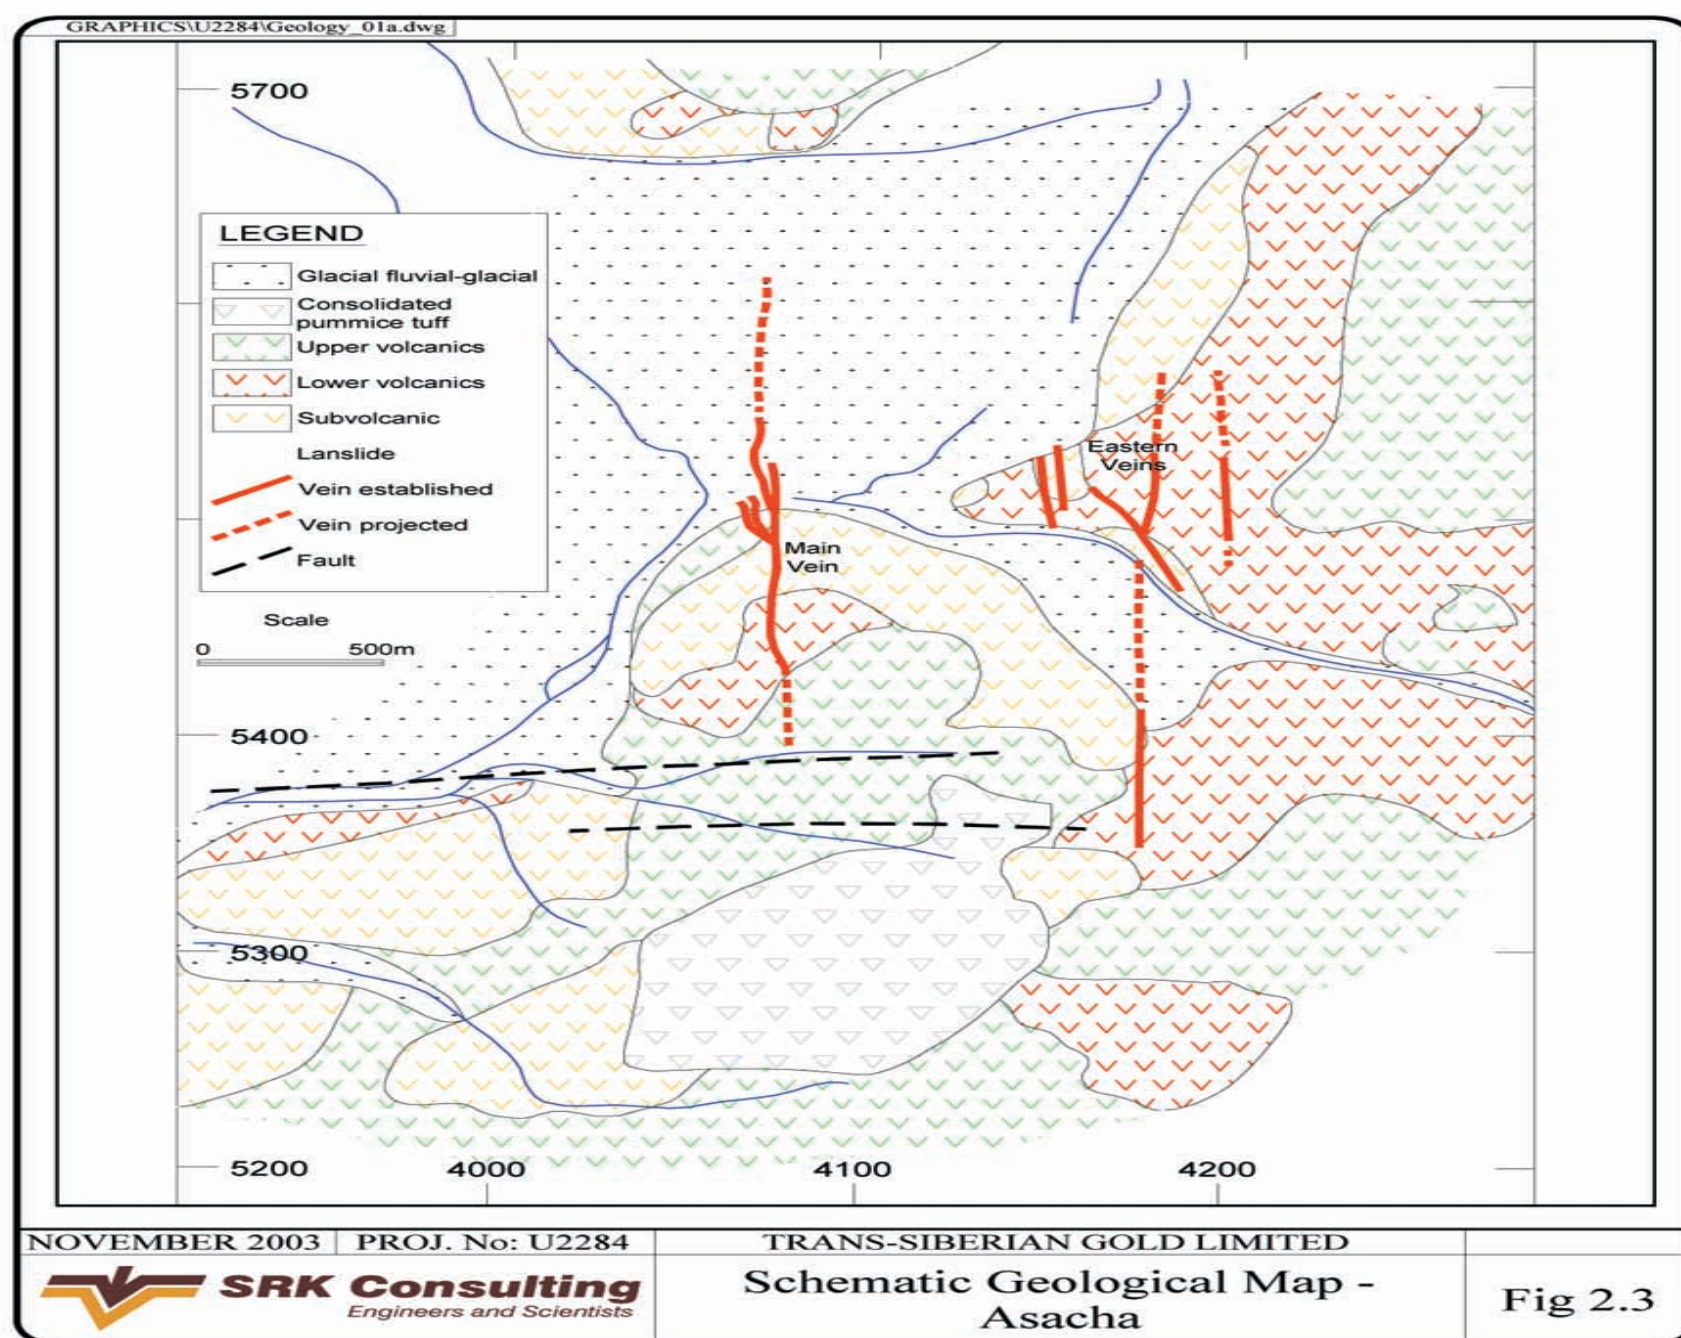 GRAPHICS\U2284\Geology_01a.dwg
5700
LEGEND
Glacial fluvial-glacial
Consolidated
pummice tuff
Upper volcanics
Lower volcanics
Subvolcanic
Lanslide
Vein established
Vein projected
Fault
Scale
0 500m
Eastern
Veins
Main
Vein
5400
5300
5200 4000 4100 4200
NOVEMBER 2003 PROJ. No: U2284 TRANS-SIBERIAN GOLD LIMITED
SRK Consulting
Engineers and Scientists
Schematic Geological Map -
Asacha
Fig 2.3